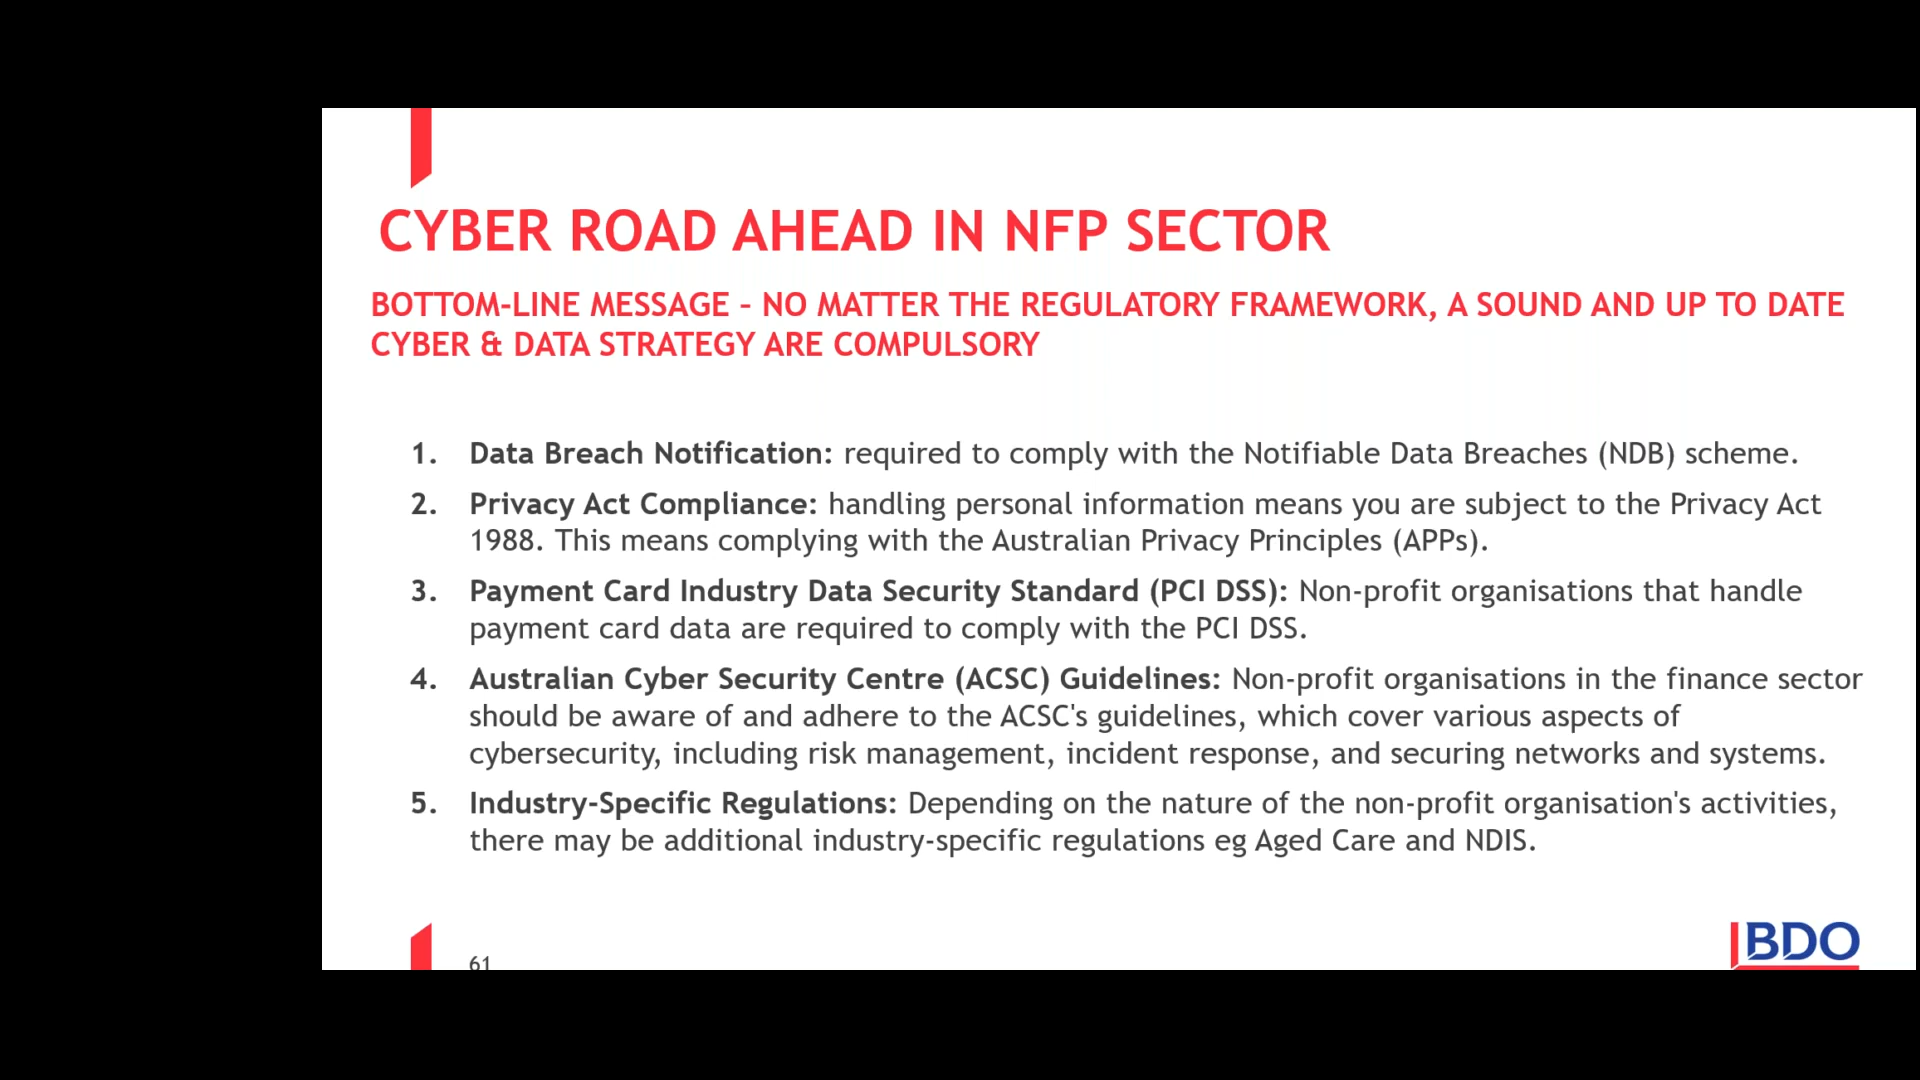 CYBER ROAD AHEAD IN NFP SECTOR
BOTTOM-LINE MESSAGE – NO MATTER THE REGULATORY FRAMEWORK, A SOUND AND UP TO DATE
CYBER & DATA STRATEGY ARE COMPULSORY
1. Data Breach Notification: required to comply with the Notifiable Data Breaches (NDB) scheme.
2. Privacy Act Compliance: handling personal information means you are subject to the Privacy Act
1988. This means complying with the Australian Privacy Principles (APPs).
3. Payment Card Industry Data Security Standard (PCI DSS): Non-profit organisations that handle
payment card data are required to comply with the PCI DSS.
4. Australian Cyber Security Centre (ACSC) Guidelines: Non-profit organisations in the finance sector
should be aware of and adhere to the ACSC's guidelines, which cover various aspects of
cybersecurity, including risk management, incident response, and securing networks and systems.
5. Industry-Specific Regulations: Depending on the nature of the non-profit organisation's activities,
there may be additional industry-specific regulations eg Aged Care and NDIS.
61
BDO